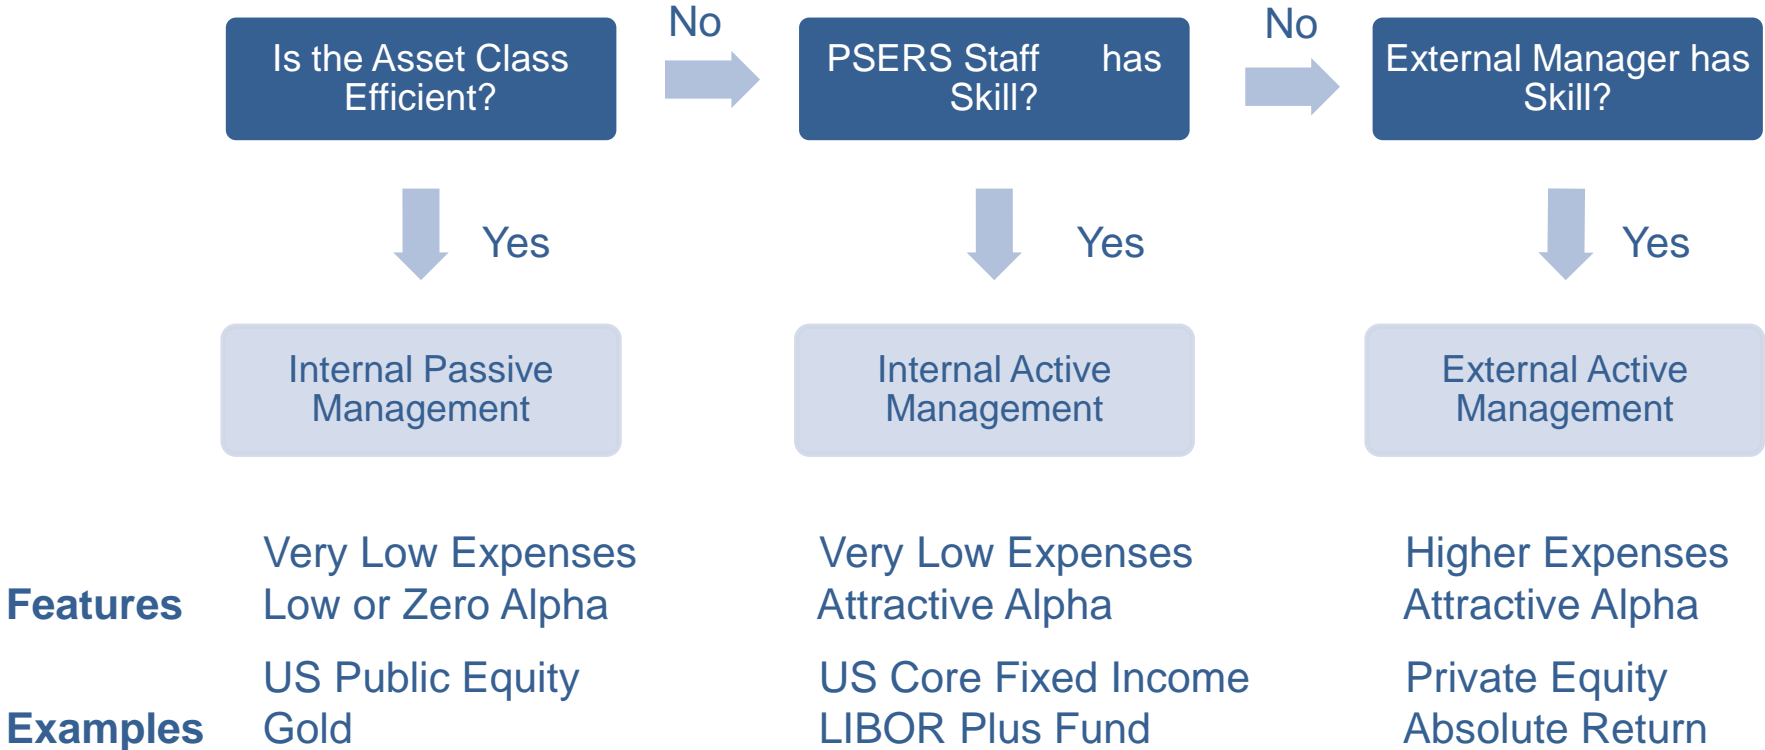 No
No
Is the Asset Class
Efficient?
PSERS Staff has
Skill?
External Manager has
Skill?
Yes
Yes
Yes
Internal Passive
Management
Internal Active
Management
External Active
Management
Very Low Expenses
Very Low Expenses
Higher Expenses
Features
Low or Zero Alpha
Attractive Alpha
Attractive Alpha
US Public Equity
US Core Fixed Income
Private Equity
Examples
Gold
LIBOR Plus Fund
Absolute Return